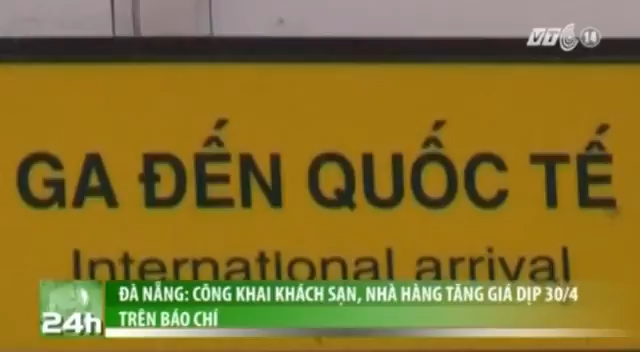 VTC 14
GA ĐẾN QUỐC TẾ
International arrival
ĐÀ NẴNG: CÔNG KHAI KHÁCH SẠN, NHÀ HÀNG TĂNG GIÁ DỊP 30/4
TRÊN BÁO CHÍ
24h